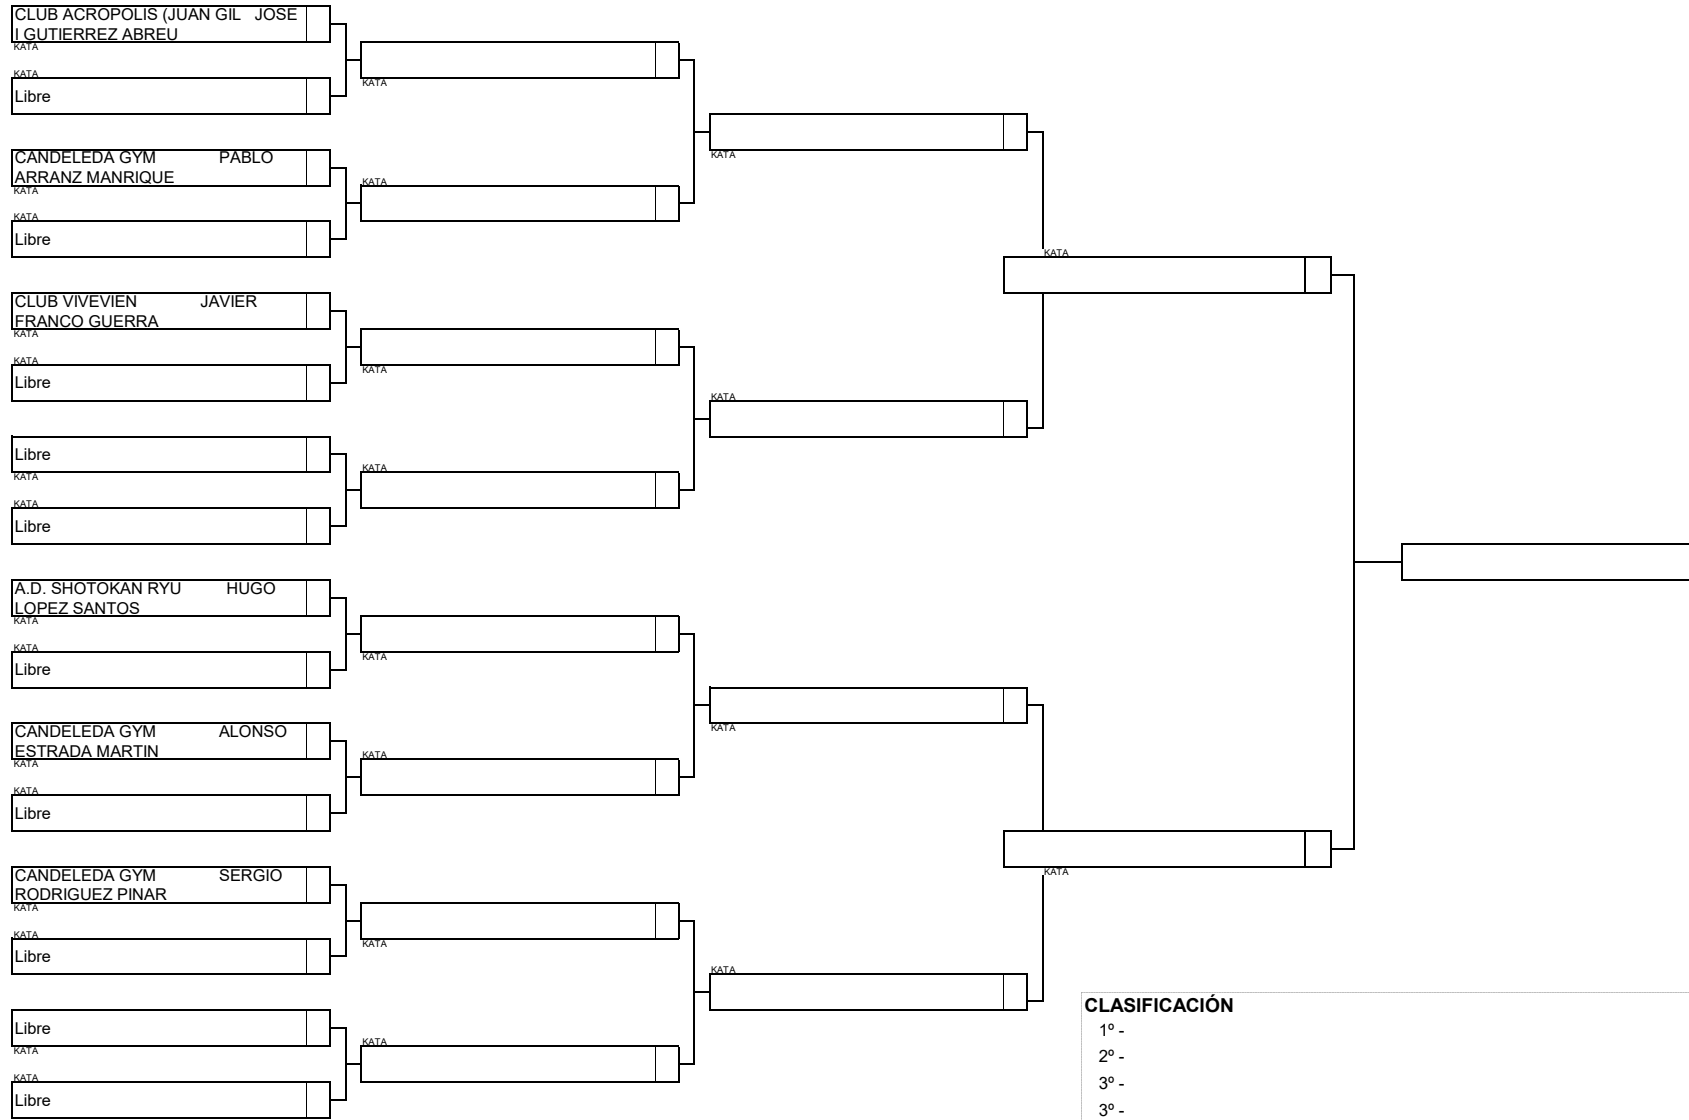 CLUB ACROPOLIS (JUAN GIL JOSE
I GUTIERREZ ABREU
KATA
KATA
Libre
CANDELEDA GYM PABLO
ARRANZ MANRIQUE
KATA
KATA
Libre
CLUB VIVEVIEN JAVIER
FRANCO GUERRA
KATA
KATA
Libre
Libre
KATA
KATA
Libre
A.D. SHOTOKAN RYU HUGO
LOPEZ SANTOS
KATA
KATA
Libre
CANDELEDA GYM ALONSO
ESTRADA MARTIN
KATA
KATA
Libre
CANDELEDA GYM SERGIO
RODRIGUEZ PINAR
KATA
KATA
Libre
Libre
KATA
KATA
Libre
KATA
KATA
KATA
KATA
KATA
KATA
KATA
KATA
KATA
KATA
KATA
KATA
KATA
KATA
CLASIFICACIÓN
1º -
2º -
3º -
3º -